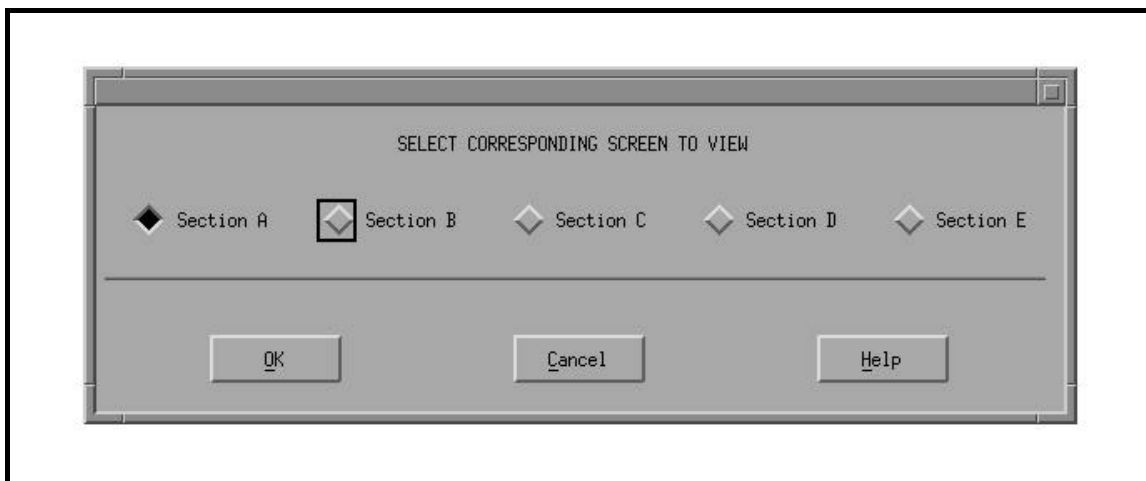 SELECT CORRESPONDING SCREEN TO VIEW
Section A Section B Section C Section D Section E
OK Cancel Help